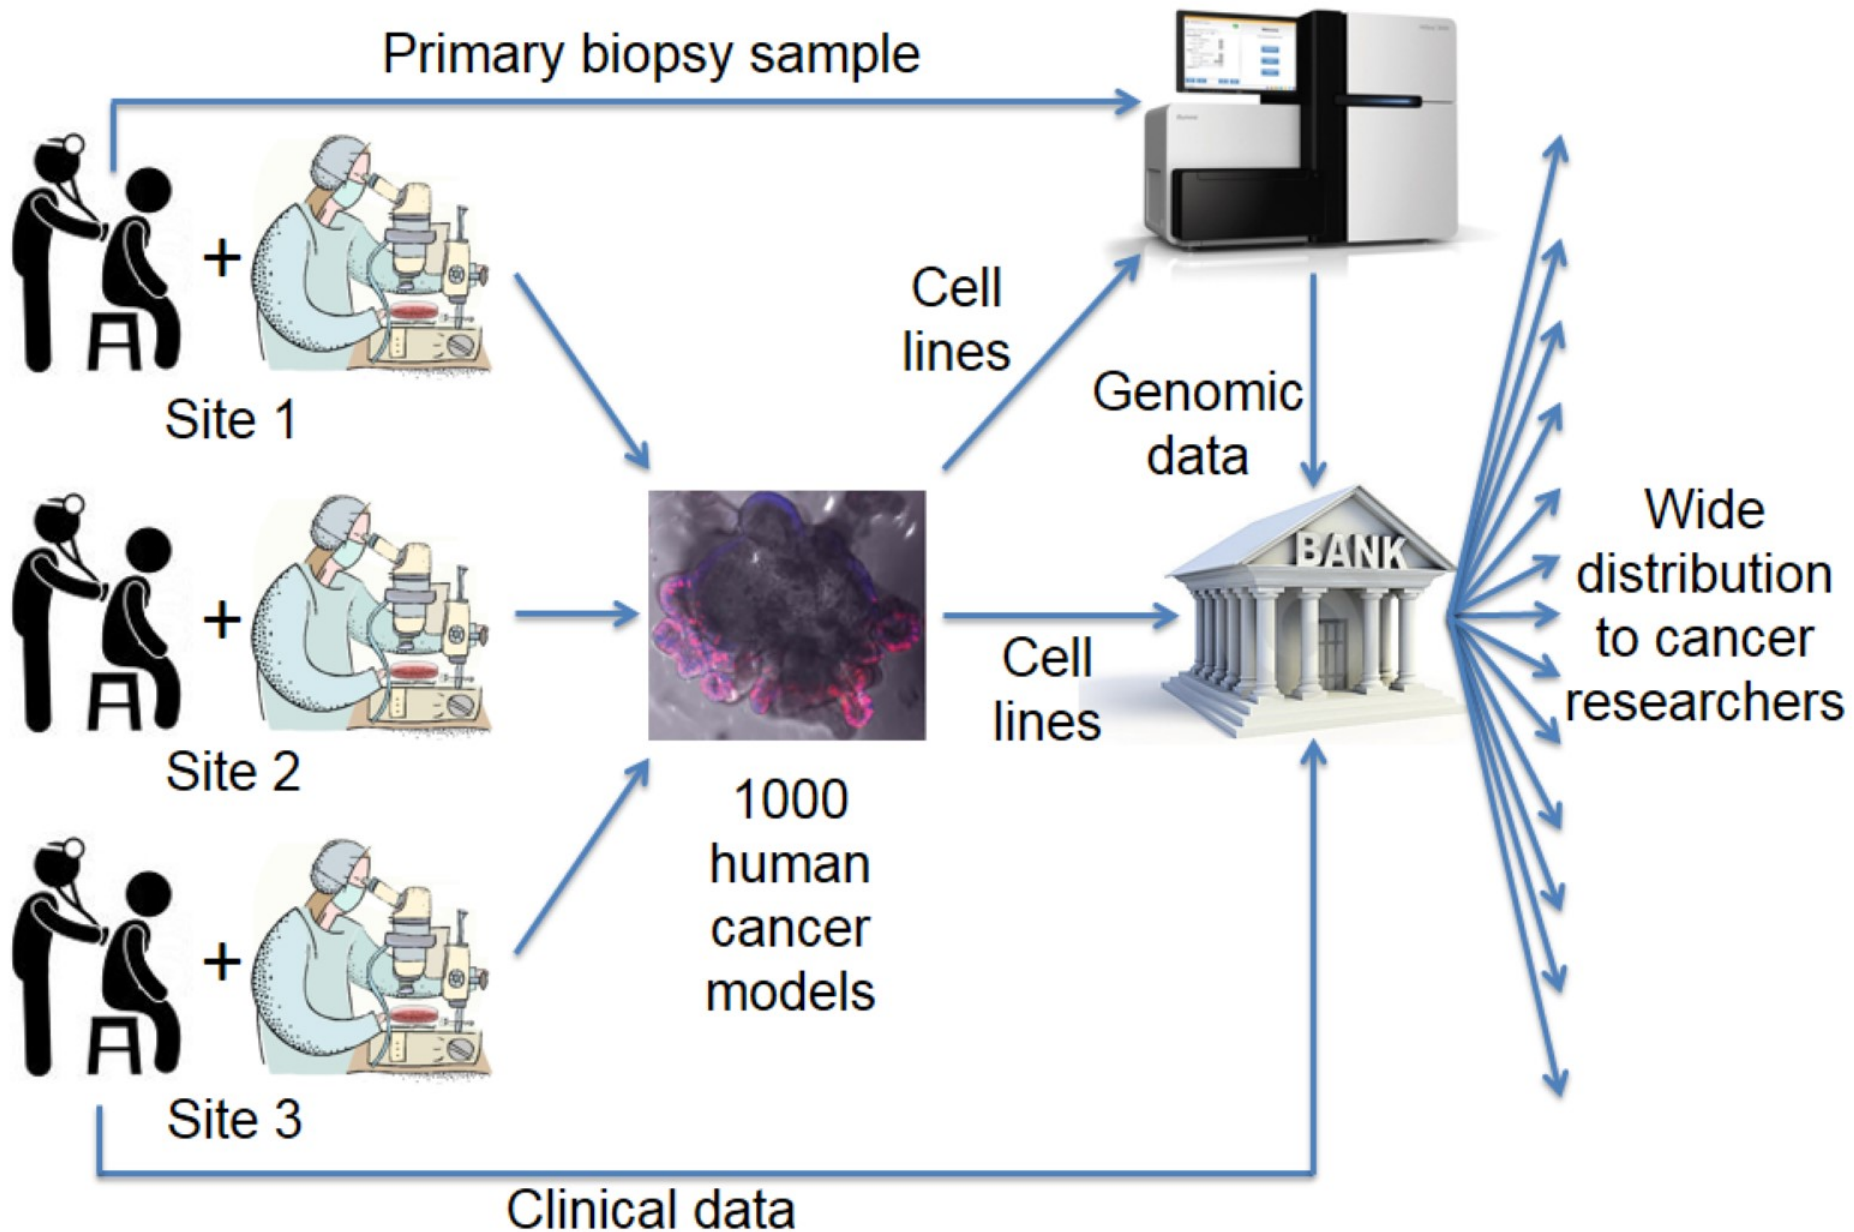 Primary biopsy sample
Site 1
Site 2
Site 3
Cell
lines
Genomic
data
BANK
Cell
lines
1000
human
cancer
models
Wide
distribution
to cancer
researchers
Clinical data